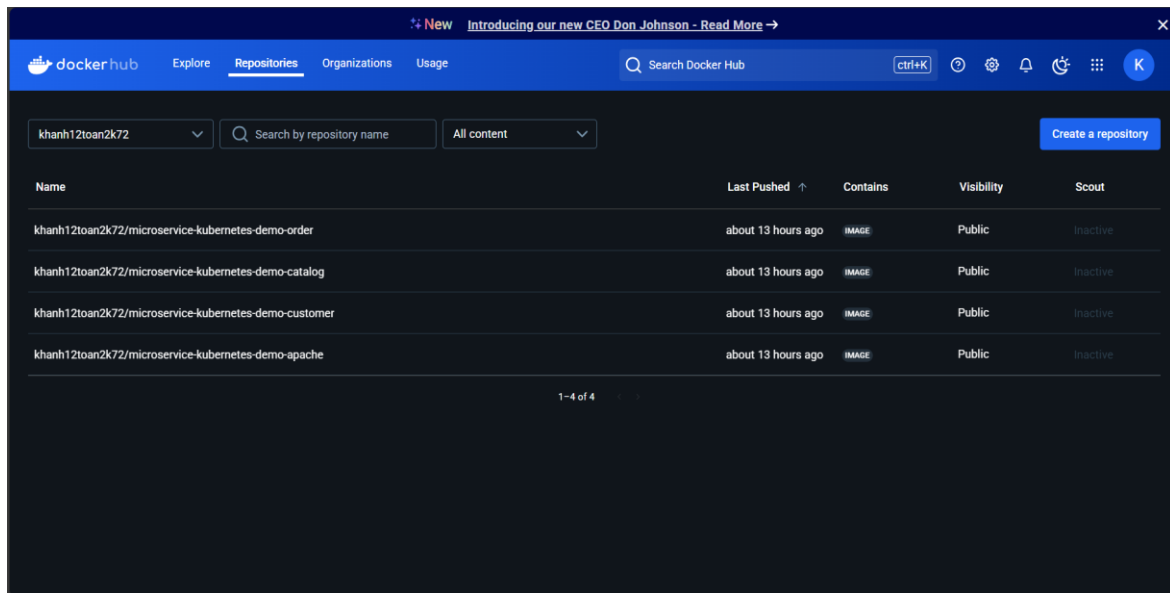 New Introducing our new CEO Don Johnson - Read More →
dockerhub Explore Repositories Organizations Usage Search Docker Hub ctrl+K K
khanh12toan2k72 Search by repository name All content Create a repository
Name Last Pushed ↑ Contains Visibility Scout
khanh12toan2k72/microservice-kubernetes-demo-order about 13 hours ago IMAGE Public Inactive
khanh12toan2k72/microservice-kubernetes-demo-catalog about 13 hours ago IMAGE Public Inactive
khanh12toan2k72/microservice-kubernetes-demo-customer about 13 hours ago IMAGE Public Inactive
khanh12toan2k72/microservice-kubernetes-demo-apache about 13 hours ago IMAGE Public Inactive
1–4 of 4